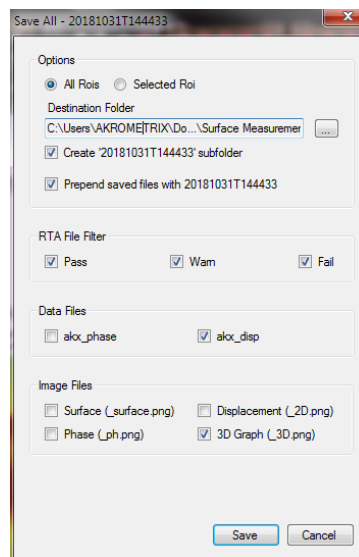 Save All - 20181031T144433
x
Options
All Rois Selected Roi
Destination Folder
C:\Users\AKROMETRIX\Do...\Surface Measuremer
...
Create '20181031T144433' subfolder
Prepend saved files with 20181031T144433
RTA File Filter
Pass Warn Fail
Data Files
akx_phase akx_disp
Image Files
Surface (_surface.png) Displacement (_2D.png)
Phase (_ph.png) 3D Graph (_3D.png)
Save Cancel